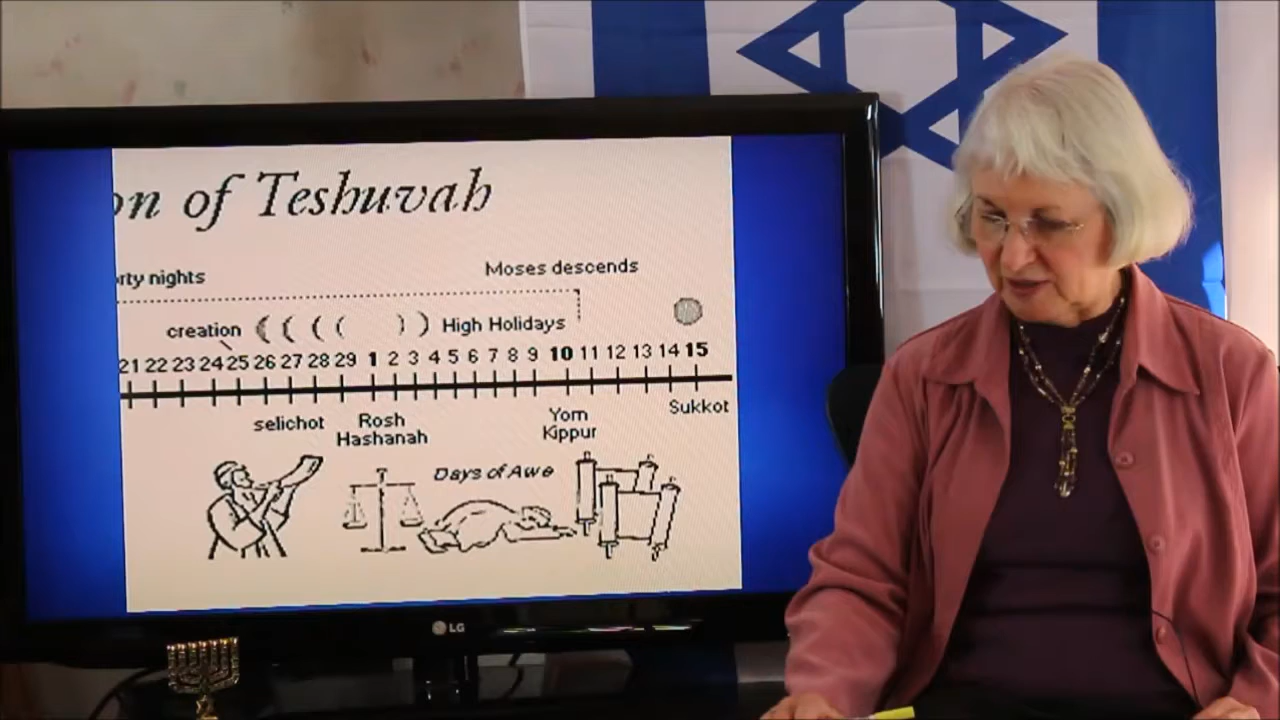 on of Teshuvah
rty nights
Moses descends
creation
High Holidays
21 22 23 24 25 26 27 28 29 1 2 3 4 5 6 7 8 9 10 11 12 13 14 15
selichot
Rosh
Hashanah
Yom
Kippur
Sukkot
Days of Awe
LG